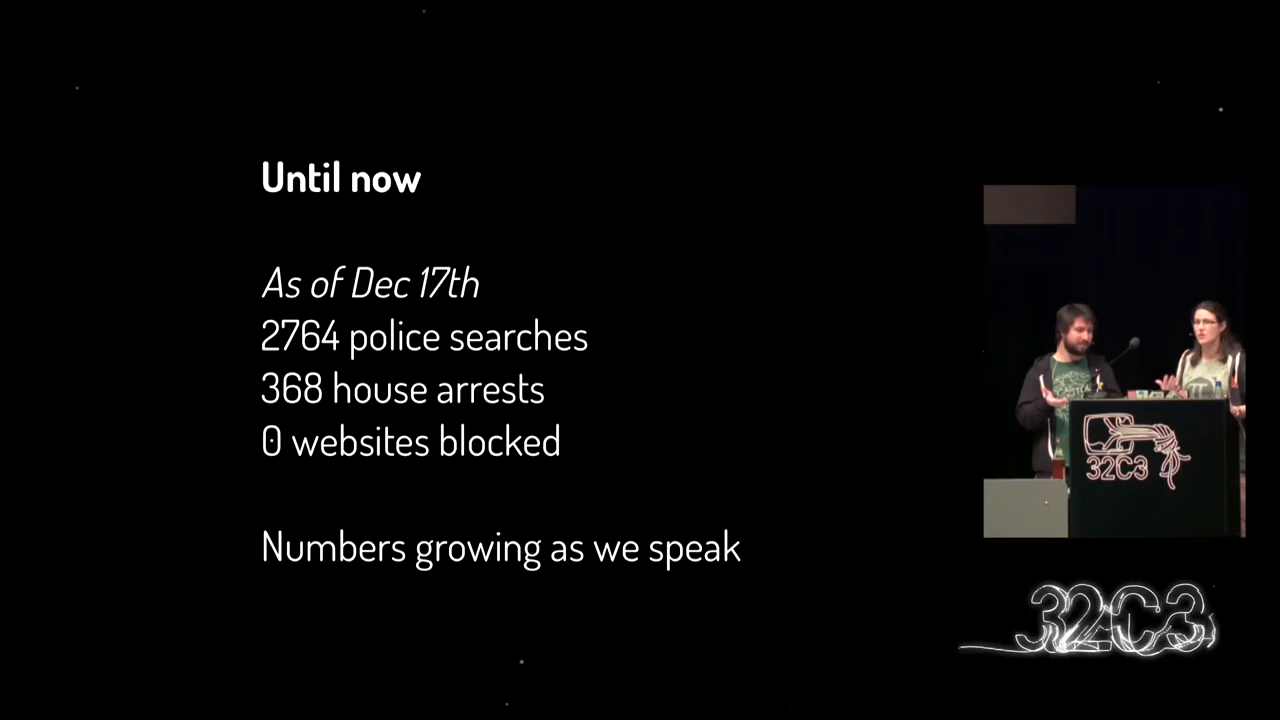 Until now
As of Dec 17th
2764 police searches
368 house arrests
0 websites blocked
Numbers growing as we speak
32C3
32C3